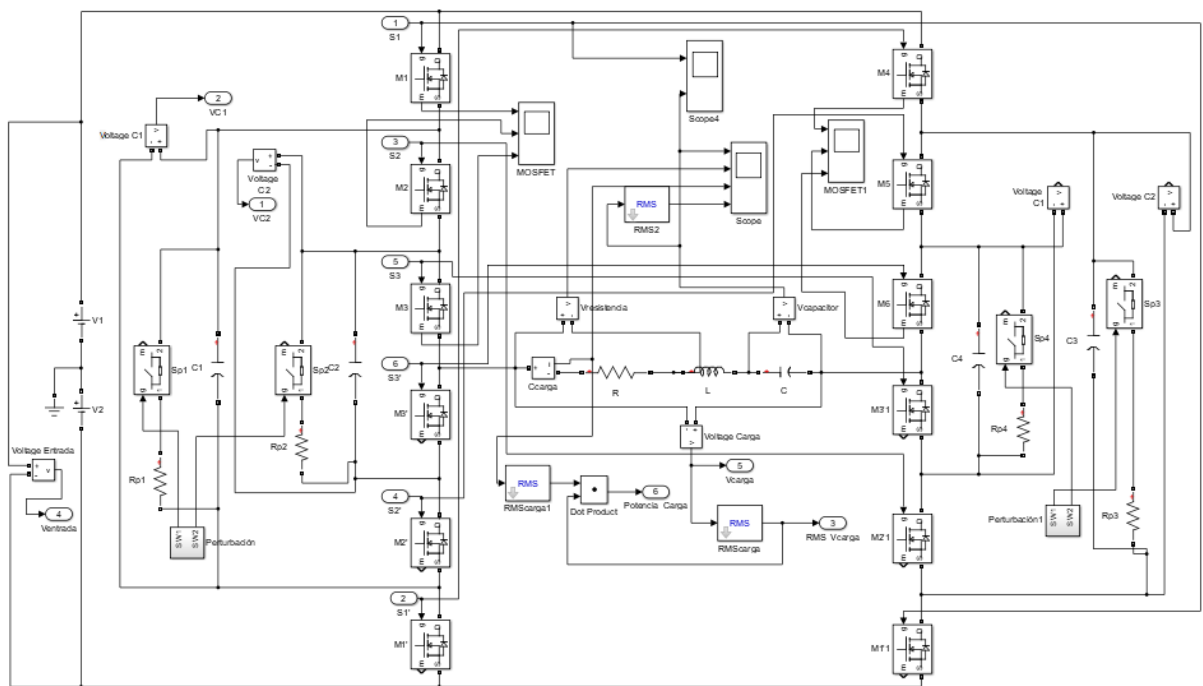 1
S1
M1
M4
2
VC1
Voltage C1
Scope4
MOSFET
MOSFET1
3
S2
M2
M5
Voltage
C2
1
VC2
RMS
RMS2
Scope
Voltage
C1
Voltage C2
5
S3
M3
M6
Vresistencia
Vcapacitor
V1
V2
Sp1
C1
Sp2
C2
6
S3'
M3'
Ccarga
R
L
C
M3'1
C4
Sp4
C3
Sp3
Voltage Entrada
4
Ventrada
Rp1
Rp2
Rp4
Rp3
Voltage Carga
5
Vcarga
RMS
RMScarga1
Dot Product
6
Potencia Carga
RMS
RMScarga
3
RMS Vcarga
4
S2'
M2'
M2'1
SW1
SW2
Perturbación
Perturbación1
SW1
SW2
2
S1'
M1'
M1'1